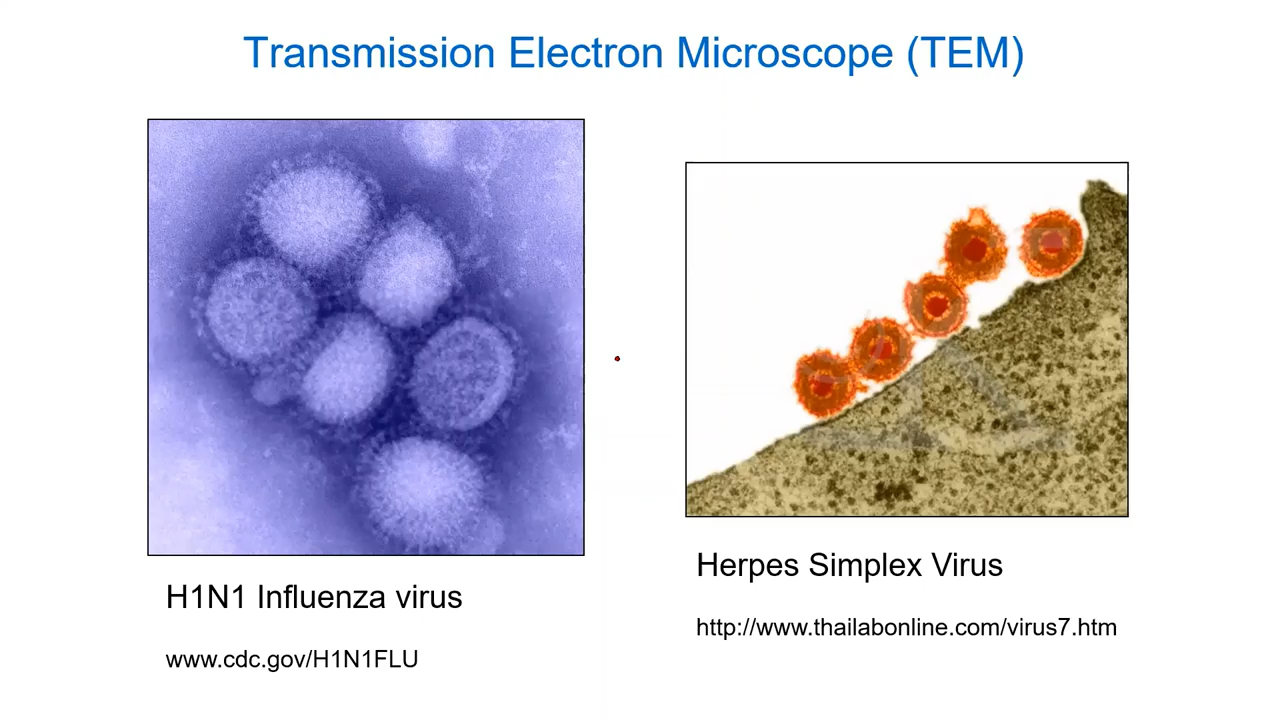 Transmission Electron Microscope (TEM)
H1N1 Influenza virus
www.cdc.gov/H1N1FLU
Herpes Simplex Virus
http://www.thailabonline.com/virus7.htm